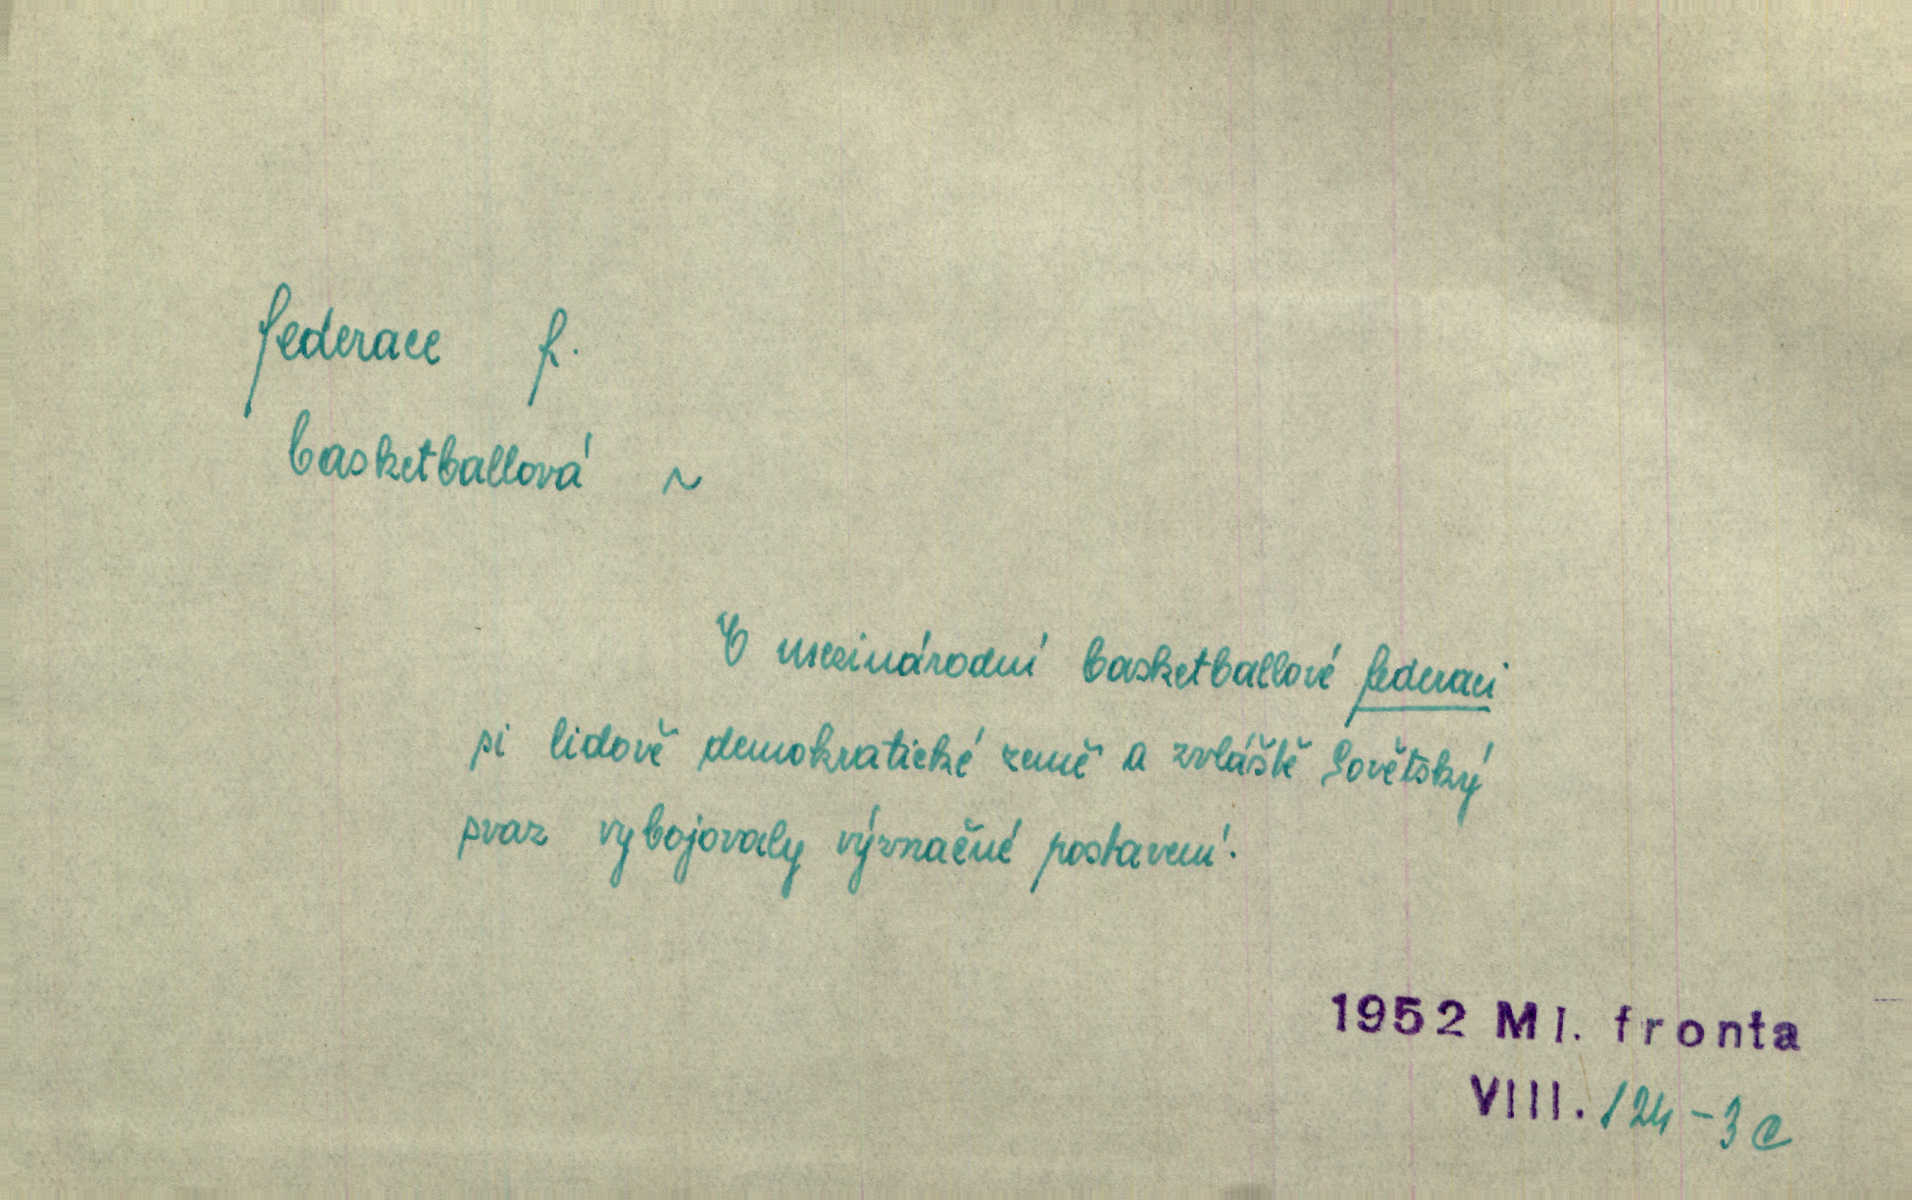 federace f.
basketballová ~
V mezinárodní basketballové federaci
si lidově demokratické země a zvláště Sovětský
svaz vybojovaly význačné postavení.
1952 Ml. fronta
VIII./24-3c